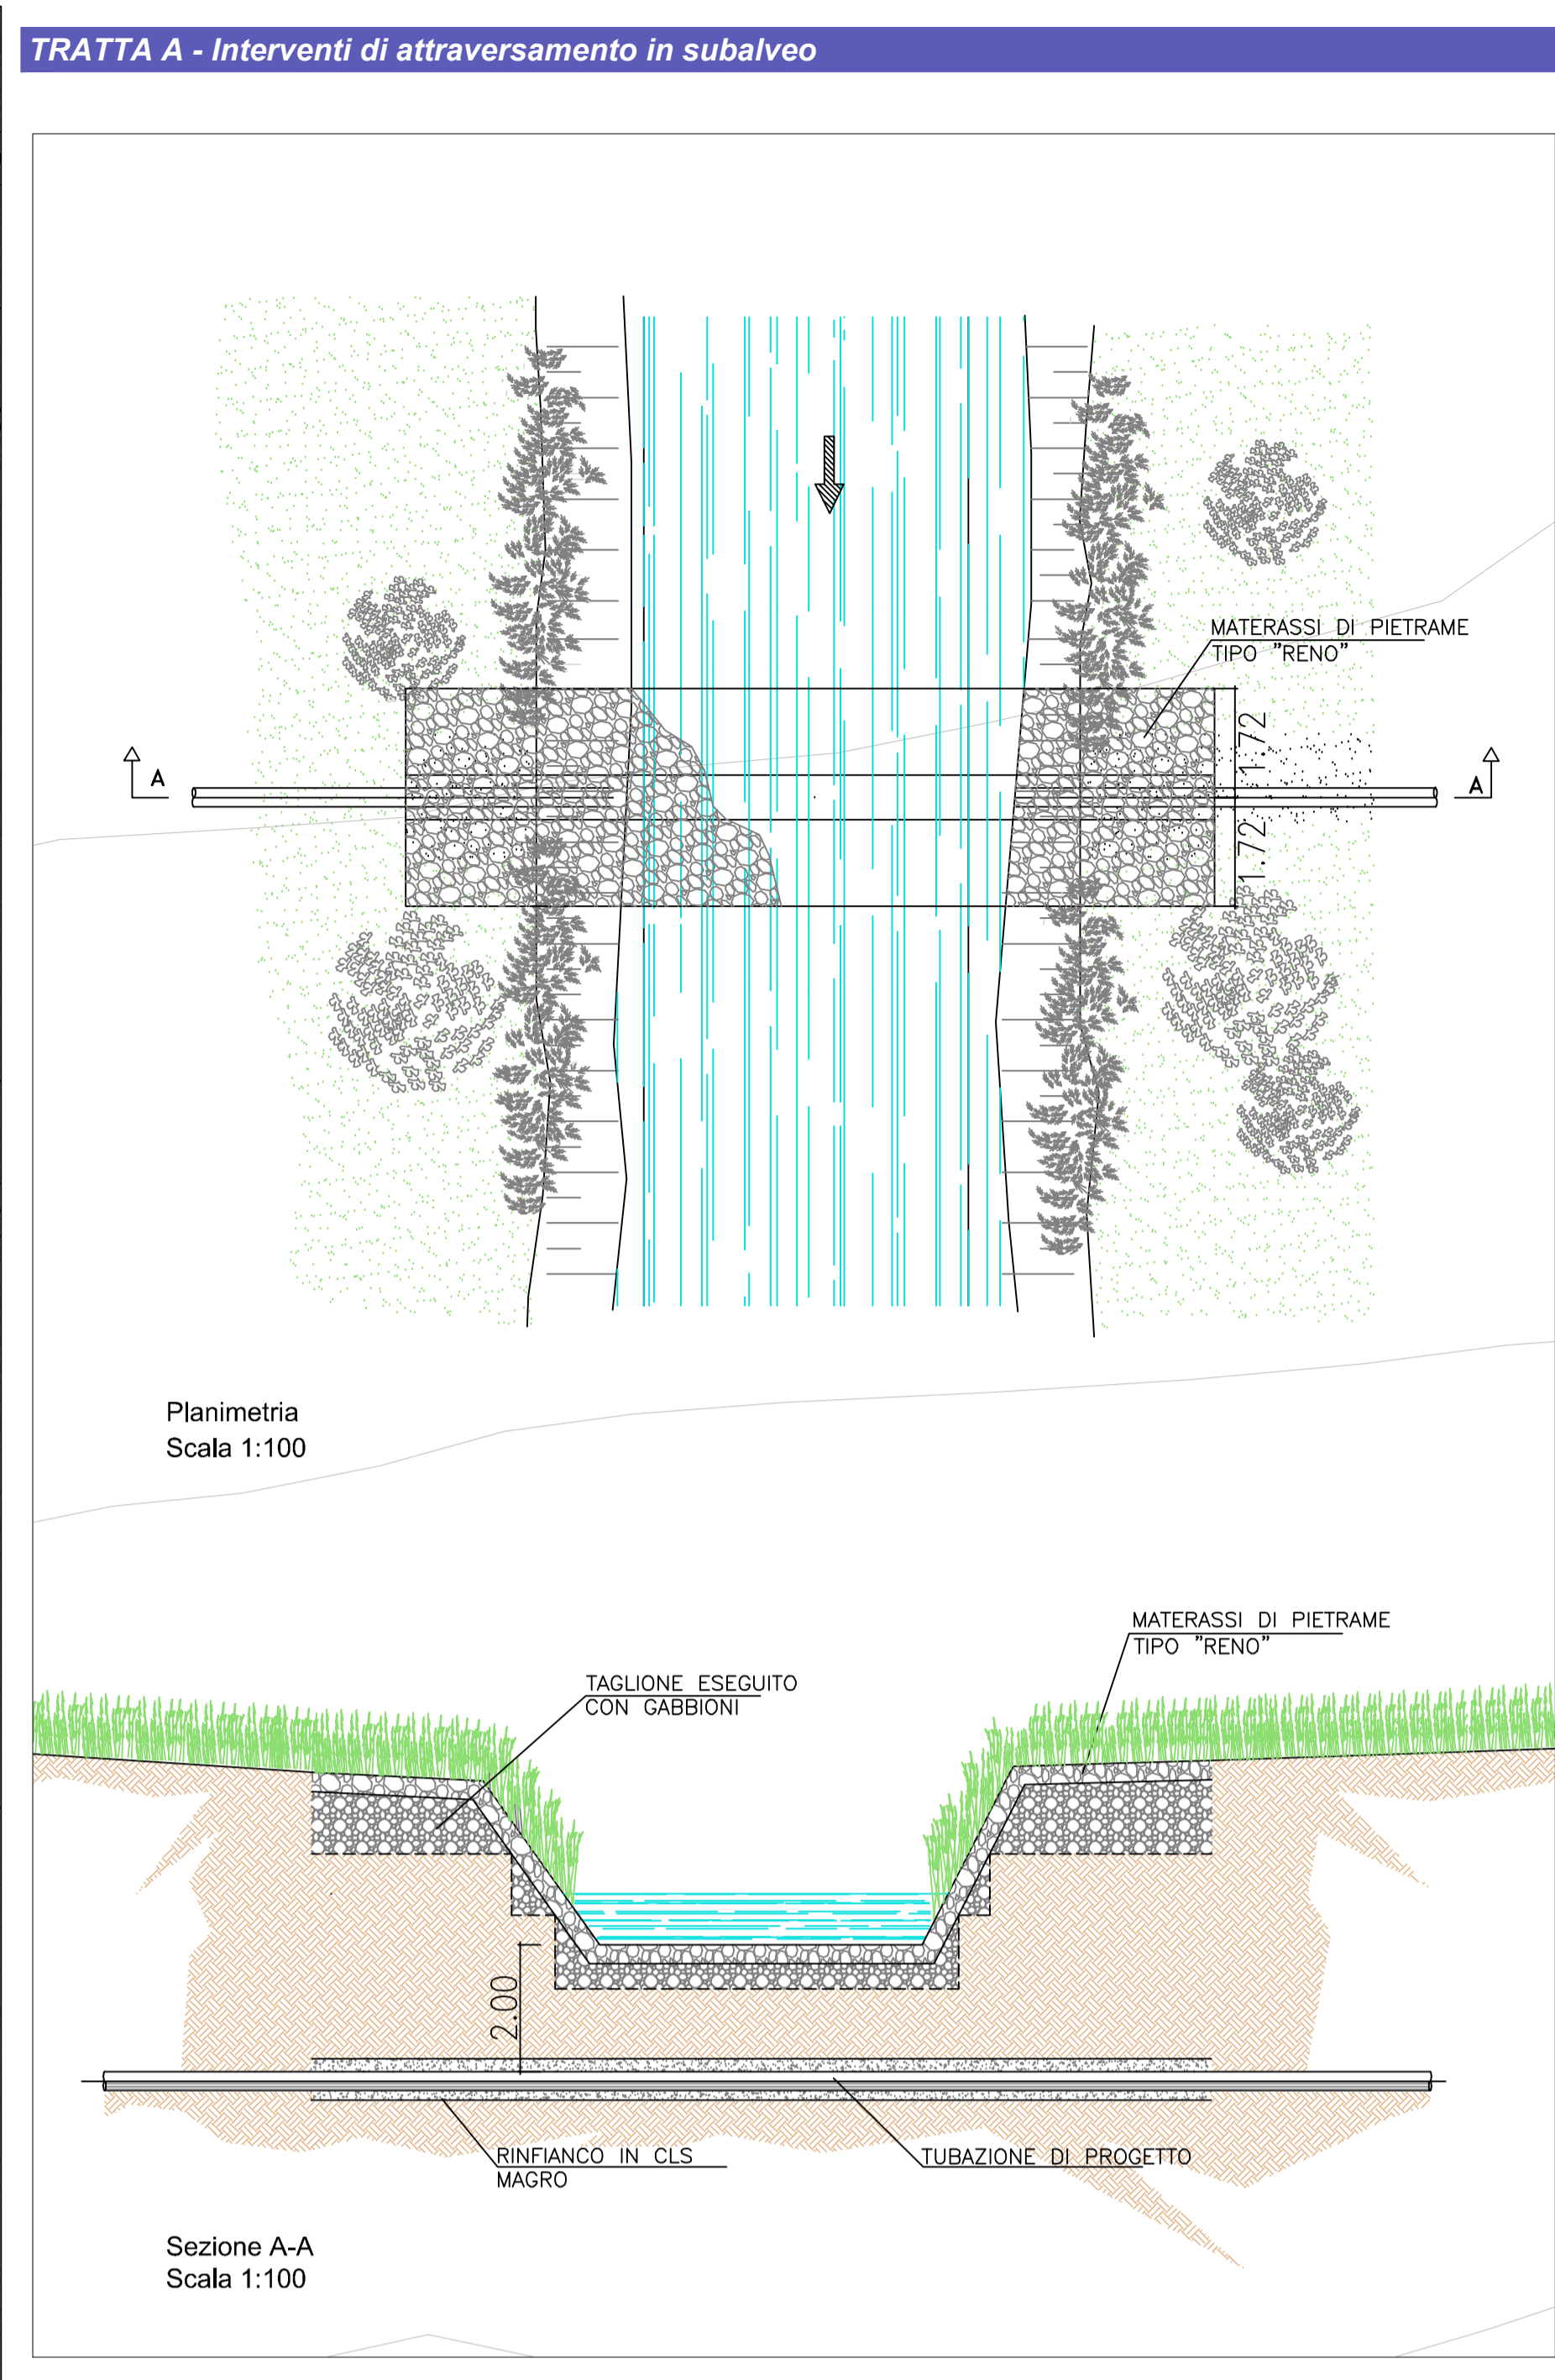 TRATTA A - Interventi di attraversamento in subalveo
MATERASSI DI PIETRAME
TIPO "RENO"
1.72
A
A
1.72
Planimetria
Scala 1:100
MATERASSI DI PIETRAME
TIPO "RENO"
TAGLIONE ESEGUITO
CON GABBIONI
2.00
RINFIANCO IN CLS
MAGRO
TUBAZIONE DI PROGETTO
Sezione A-A
Scala 1:100